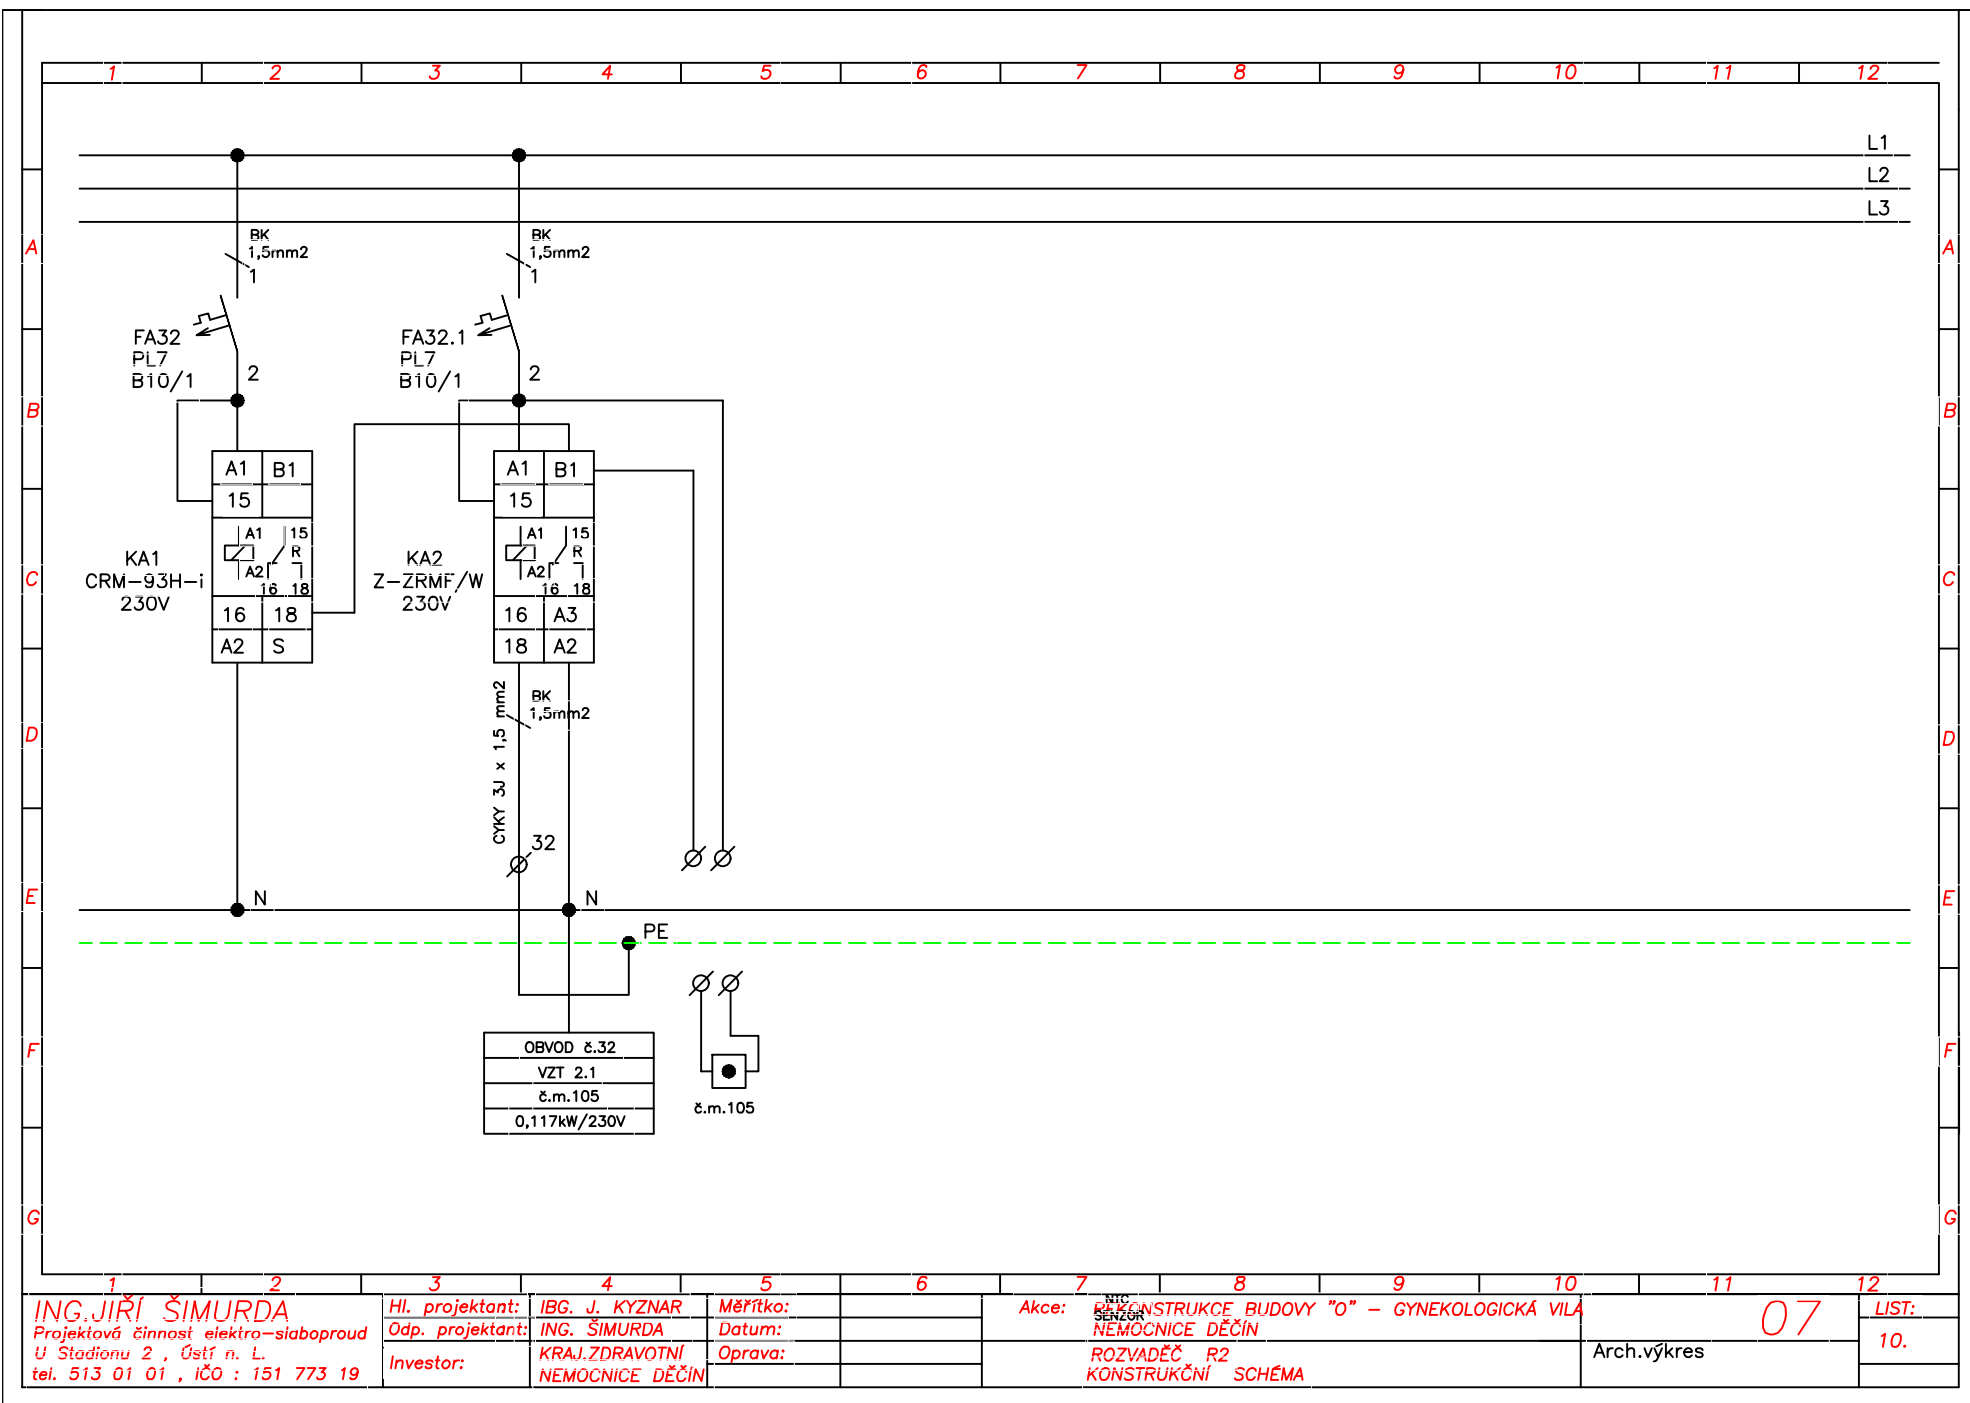 1 2 3 4 5 6 7 8 9 10 11 12
L1
L2
L3
A A
BK
1,5mm2
1
BK
1,5mm2
1
FA32
PL7
B10/1
2
FA32.1
PL7
B10/1
2
B B
A1 B1
15
A1 15
R
A2
16 18
16 18
A2 S
KA1
CRM-93H-i
230V
A1 B1
15
A1 15
R
A2
16 18
16 A3
18 A2
KA2
Z-ZRMF/W
230V
C C
BK
1,5mm2
CYKY 3J x 1,5 mm2
D D
32
E E
N N
PE
F F
OBVOD č.32
VZT 2.1
č.m.105
0,117kW/230V
č.m.105
G G
1 2 3 4 5 6 7 8 9 10 11 12
ING.JIŘÍ ŠIMURDA
Projektová činnost elektro-slaboproud
U Stadionu 2 , Ústí n. L.
tel. 513 01 01 , IČO : 151 773 19
Hl. projektant: IBG. J. KYZNAR
Odp. projektant: ING. ŠIMURDA
Investor: KRAJ.ZDRAVOTNÍ
NEMOCNICE DĚČÍN
Měřítko:
Datum:
Oprava:
NTC
SENZOR
Akce: REKONSTRUKCE BUDOVY "O" - GYNEKOLOGICKÁ VILA
NEMOCNICE DĚČÍN
ROZVADĚČ R2
KONSTRUKČNÍ SCHÉMA
07
Arch.výkres
LIST:
10.